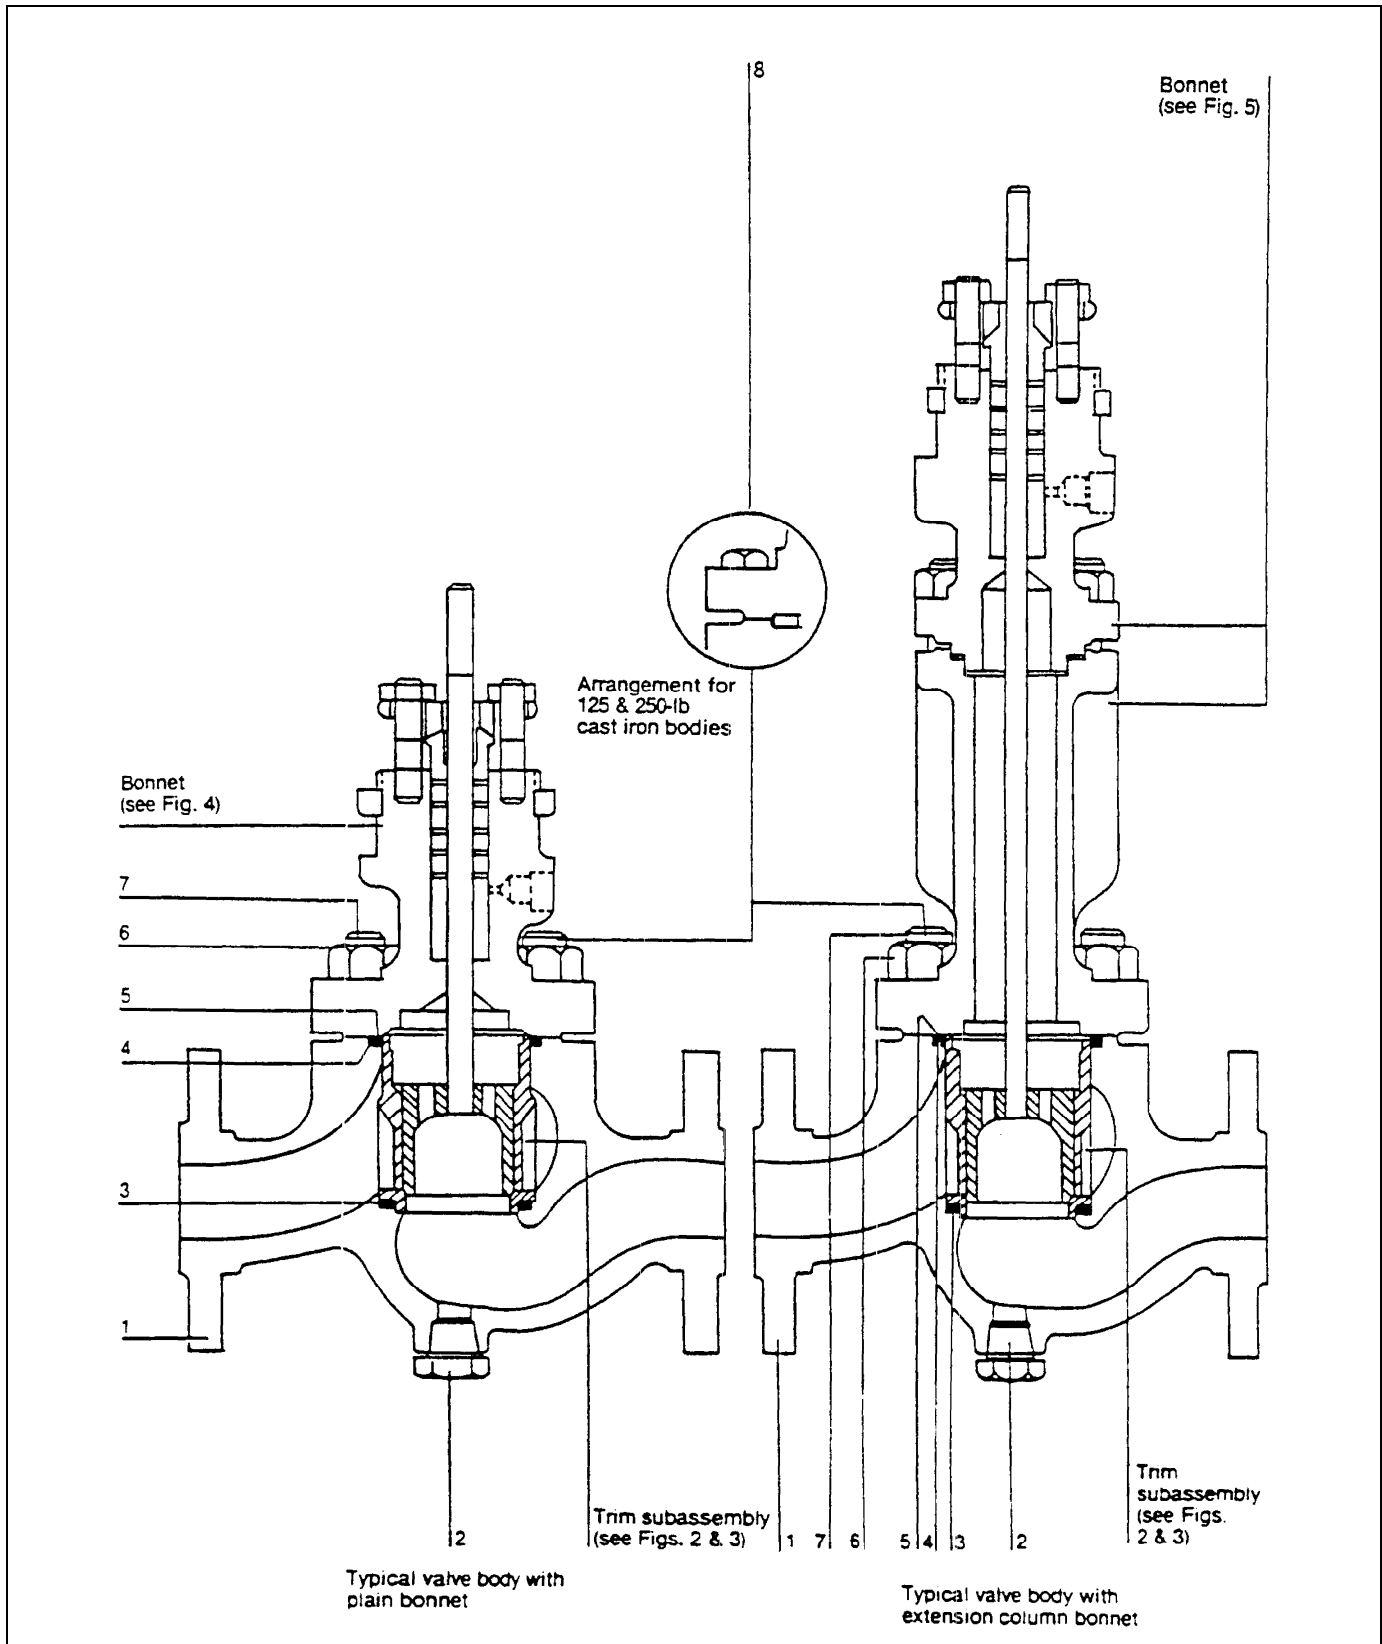 8
Bonnet
(see Fig. 5)
Arrangement for
125 & 250-lb
cast iron bodies
Bonnet
(see Fig. 4)
7
6
5
4
3
1
2
Trim subassembly
(see Figs. 2 & 3)
Typical valve body with
plain bonnet
1
7
6
5
4
3
2
Trim
subassembly
(see Figs.
2 & 3)
Typical valve body with
extension column bonnet